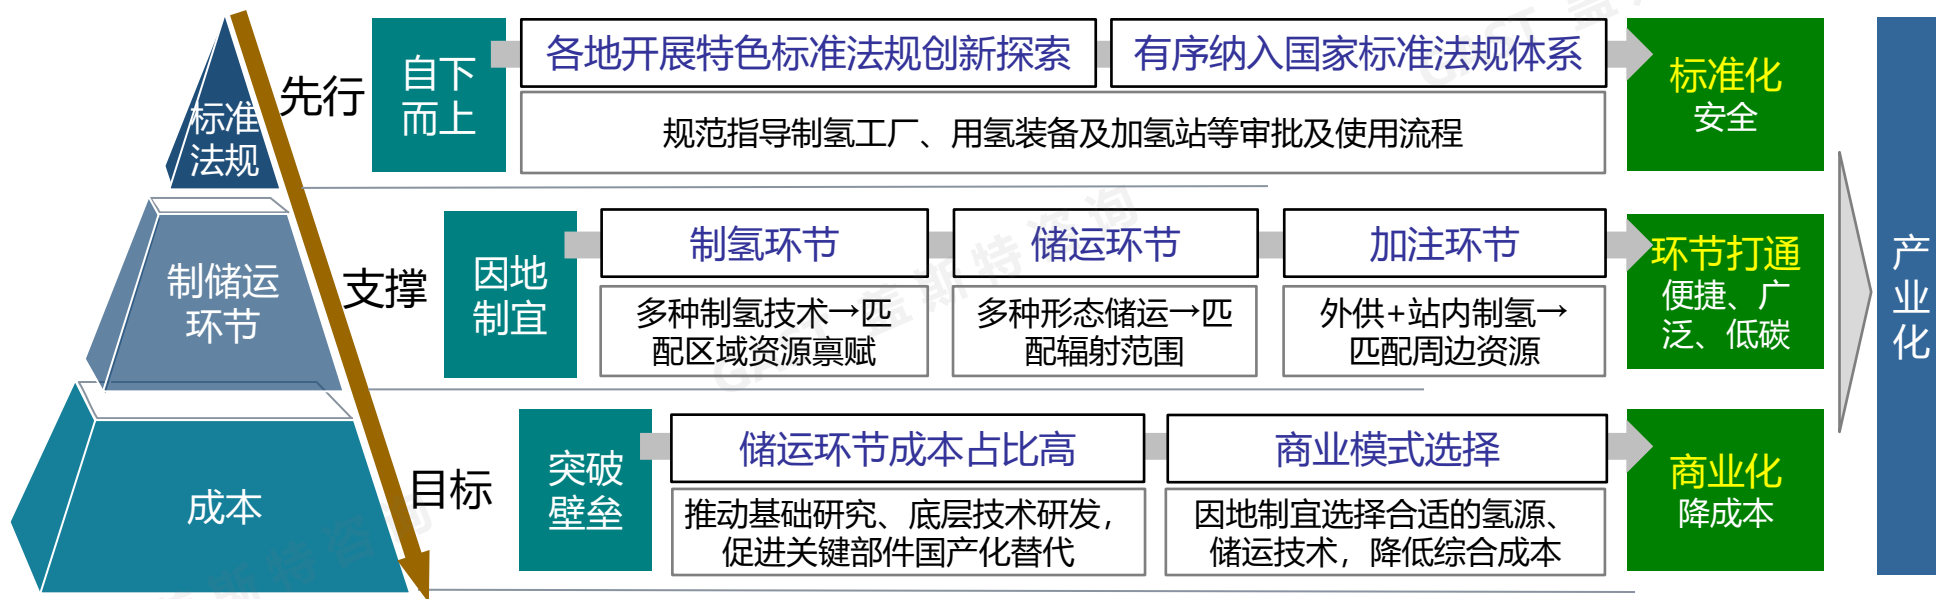 标准
法规
先行
自下
而上
各地开展特色标准法规创新探索
有序纳入国家标准法规体系
规范指导制氢工厂、用氢装备及加氢站等审批及使用流程
标准化
安全
制储运
环节
支撑
因地
制宜
制氢环节
多种制氢技术→匹
配区域资源禀赋
储运环节
多种形态储运→匹
配辐射范围
加注环节
外供+站内制氢→
匹配周边资源
环节打通
便捷、广
泛、低碳
成本
目标
突破
壁垒
储运环节成本占比高
推动基础研究、底层技术研发，
促进关键部件国产化替代
商业模式选择
因地制宜选择合适的氢源、
储运技术，降低综合成本
商业化
降成本
产
业
化
GAST 盖斯特咨询